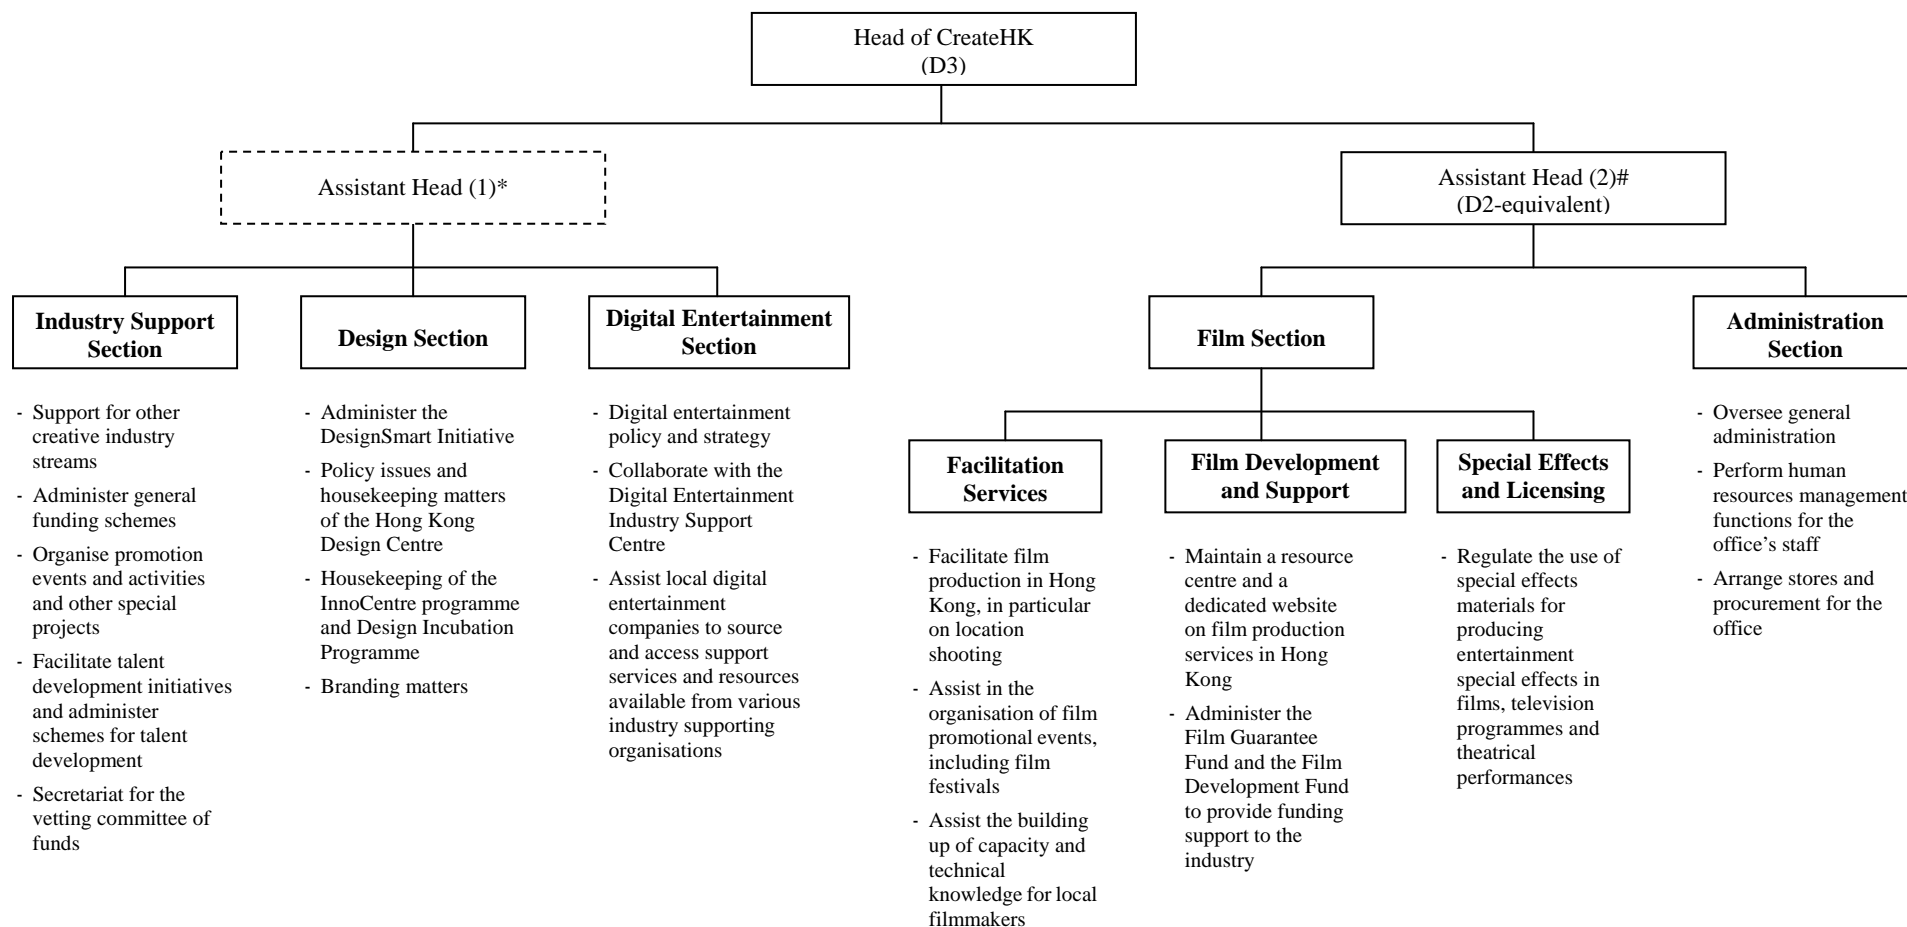 Head of CreateHK
(D3)
Assistant Head (1)*
Assistant Head (2)#
(D2-equivalent)
Industry Support
Section
- Support for other
creative industry
streams
- Administer general
funding schemes
- Organise promotion
events and activities
and other special
projects
- Facilitate talent
development initiatives
and administer
schemes for talent
development
- Secretariat for the
vetting committee of
funds
Design Section
- Administer the
DesignSmart Initiative
- Policy issues and
housekeeping matters
of the Hong Kong
Design Centre
- Housekeeping of the
InnoCentre programme
and Design Incubation
Programme
- Branding matters
Digital Entertainment
Section
- Digital entertainment
policy and strategy
- Collaborate with the
Digital Entertainment
Industry Support
Centre
- Assist local digital
entertainment
companies to source
and access support
services and resources
available from various
industry supporting
organisations
Film Section
Facilitation
Services
- Facilitate film
production in Hong
Kong, in particular
on location
shooting
- Assist in the
organisation of film
promotional events,
including film
festivals
- Assist the building
up of capacity and
technical
knowledge for local
filmmakers
Film Development
and Support
- Maintain a resource
centre and a
dedicated website
on film production
services in Hong
Kong
- Administer the
Film Guarantee
Fund and the Film
Development Fund
to provide funding
support to the
industry
Special Effects
and Licensing
- Regulate the use of
special effects
materials for
producing
entertainment
special effects in
films, television
programmes and
theatrical
performances
Administration
Section
- Oversee general
administration
- Perform human
resources management
functions for the
office's staff
- Arrange stores and
procurement for the
office